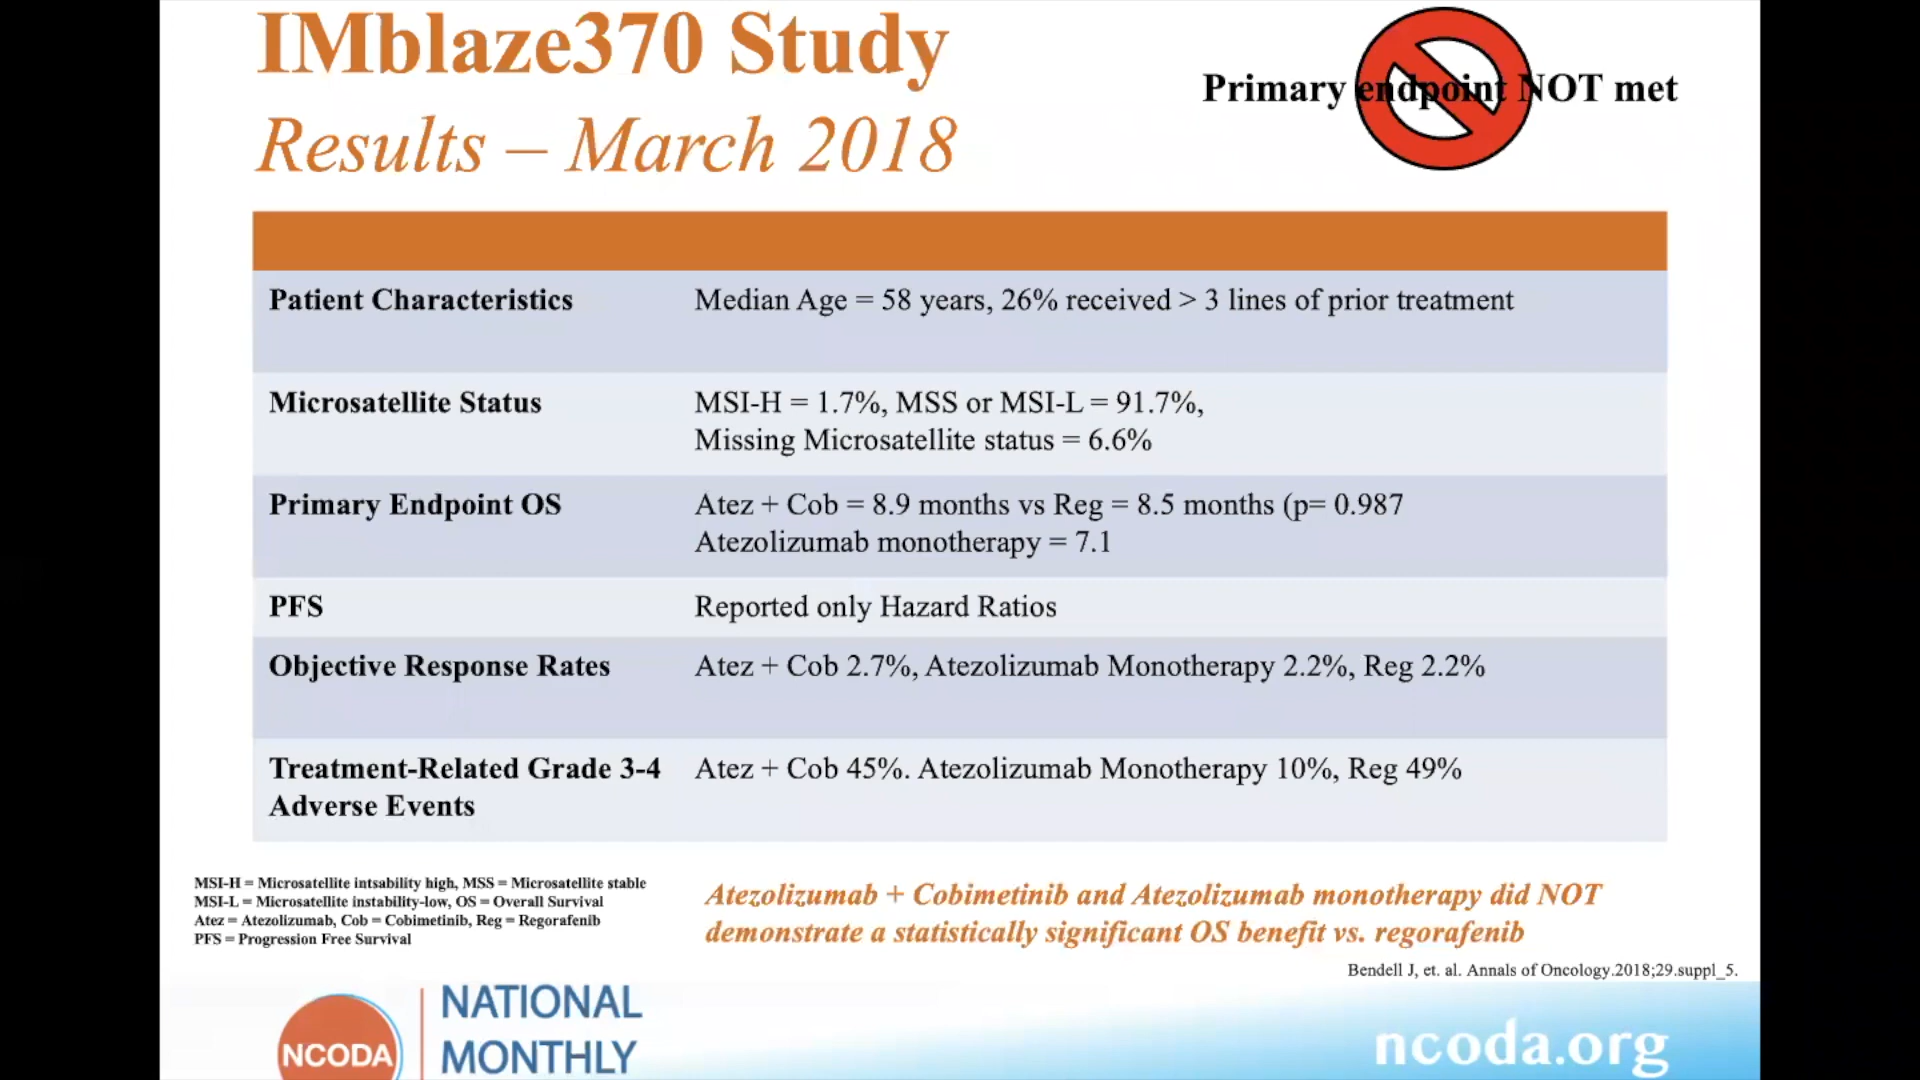 IMblaze370 Study
Results – March 2018
Primary endpoint NOT met
Patient Characteristics
Median Age = 58 years, 26% received > 3 lines of prior treatment
Microsatellite Status
MSI-H = 1.7%, MSS or MSI-L = 91.7%,
Missing Microsatellite status = 6.6%
Primary Endpoint OS
Atez + Cob = 8.9 months vs Reg = 8.5 months (p= 0.987
Atezolizumab monotherapy = 7.1
PFS
Reported only Hazard Ratios
Objective Response Rates
Atez + Cob 2.7%, Atezolizumab Monotherapy 2.2%, Reg 2.2%
Treatment-Related Grade 3-4
Adverse Events
Atez + Cob 45%. Atezolizumab Monotherapy 10%, Reg 49%
MSI-H = Microsatellite intsability high, MSS = Microsatellite stable
MSI-L = Microsatellite instability-low, OS = Overall Survival
Atez = Atezolizumab, Cob = Cobimetinib, Reg = Regorafenib
PFS = Progression Free Survival
Atezolizumab + Cobimetinib and Atezolizumab monotherapy did NOT
demonstrate a statistically significant OS benefit vs. regorafenib
Bendell J, et. al. Annals of Oncology.2018;29.suppl_5.
NCODA
NATIONAL
MONTHLY
ncoda.org